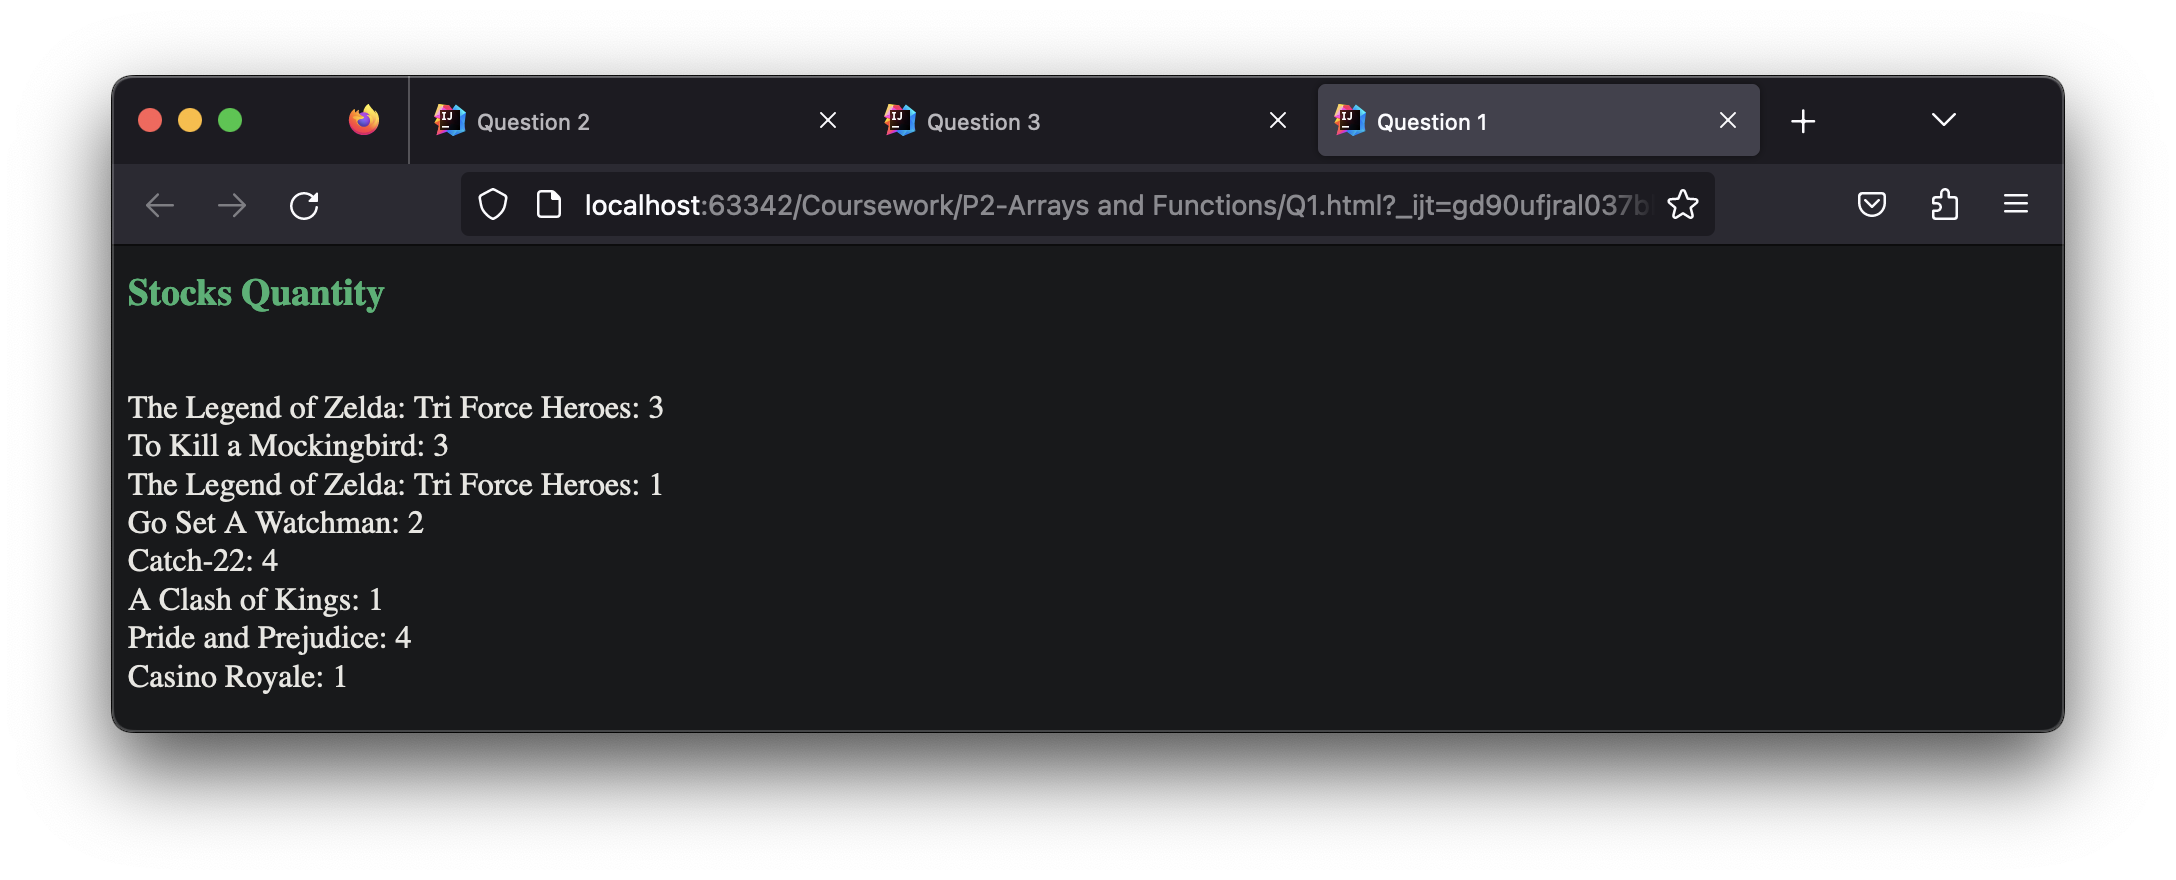 Question 2
Question 3
Question 1
localhost:63342/Coursework/P2-Arrays and Functions/Q1.html?_ijt=gd90ufjral037b
Stocks Quantity
The Legend of Zelda: Tri Force Heroes: 3
To Kill a Mockingbird: 3
The Legend of Zelda: Tri Force Heroes: 1
Go Set A Watchman: 2
Catch-22: 4
A Clash of Kings: 1
Pride and Prejudice: 4
Casino Royale: 1